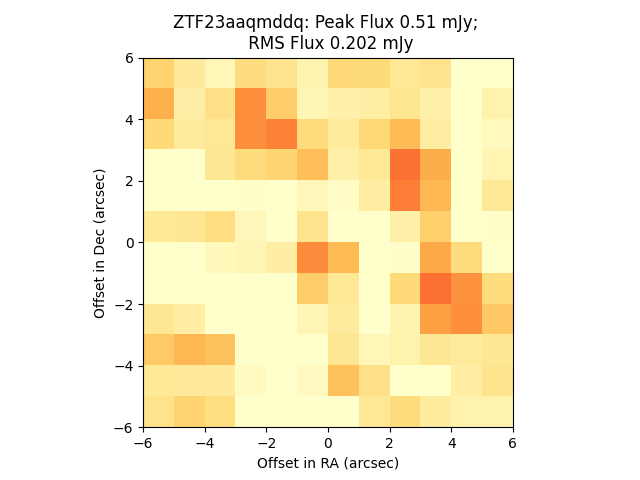 ZTF23aaqmddq: Peak Flux 0.51 mJy;
RMS Flux 0.202 mJy
6
4
2
0
−2
−4
−6
Offset in Dec (arcsec)
−6 −4 −2 0 2 4 6
Offset in RA (arcsec)